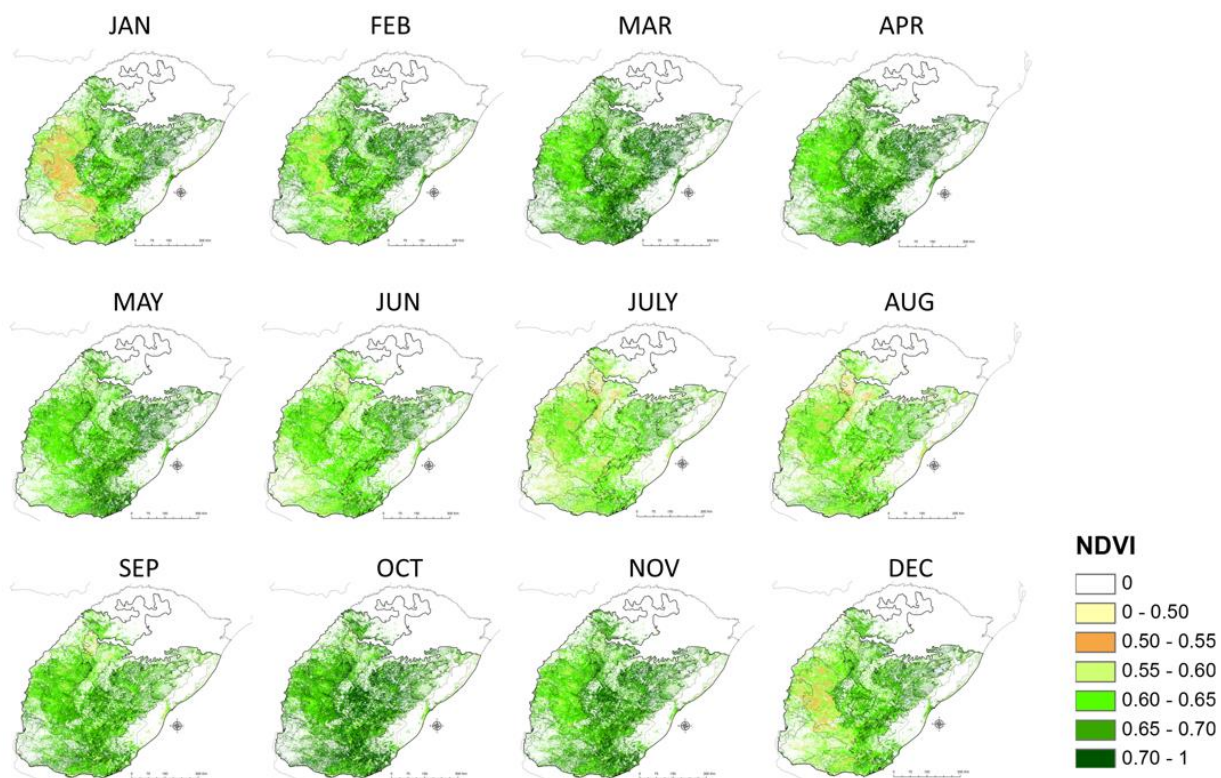 JAN FEB MAR APR
MAY JUN JULY AUG
SEP OCT NOV DEC
NDVI
0
0 - 0.50
0.50 - 0.55
0.55 - 0.60
0.60 - 0.65
0.65 - 0.70
0.70 - 1